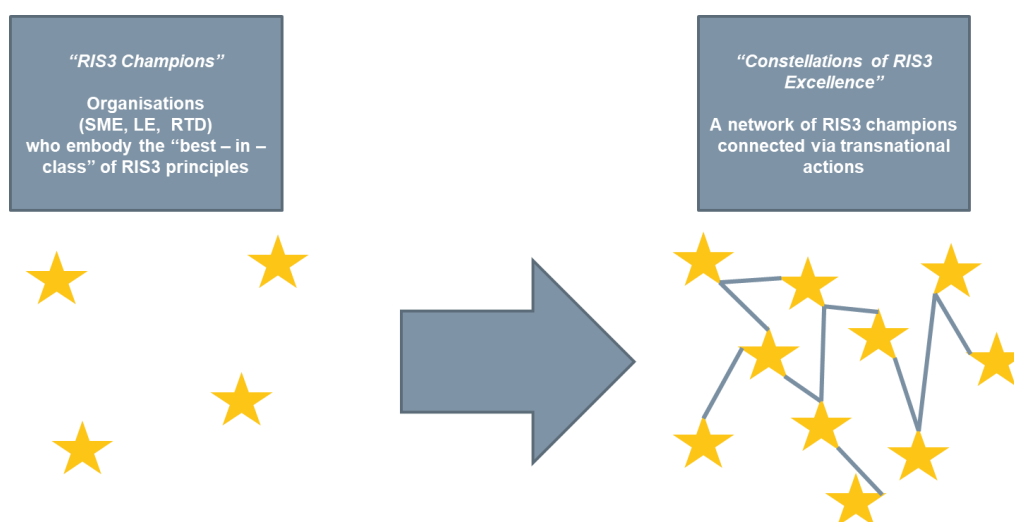 “RIS3 Champions”
Organisations
(SME, LE, RTD)
who embody the “best – in –
class” of RIS3 principles
“Constellations of RIS3
Excellence”
A network of RIS3 champions
connected via transnational
actions